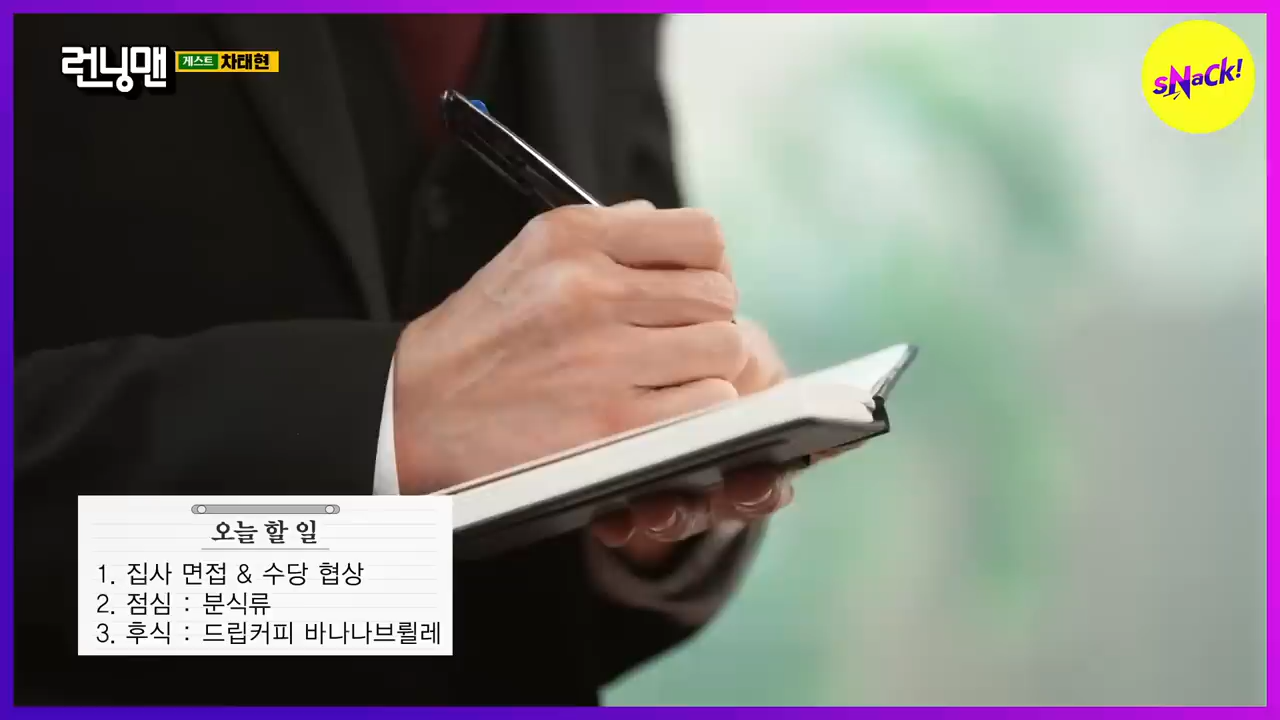 런닝맨
게스트 차태현
sNaCk!
오늘 할 일
1. 집사 면접 & 수당 협상
2. 점심 : 분식류
3. 후식 : 드립커피 바나나브륄레